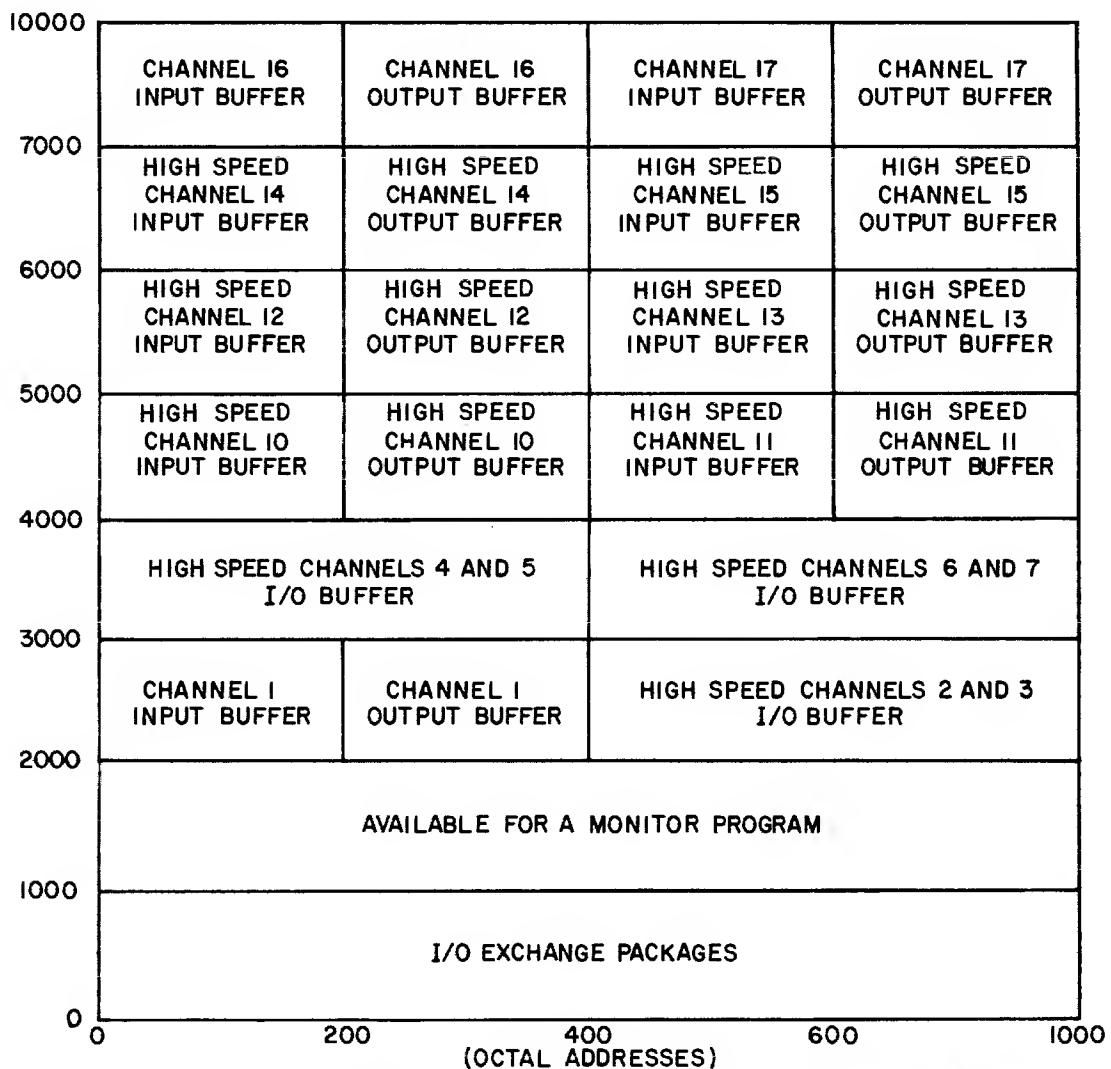 10000
CHANNEL 16
INPUT BUFFER
CHANNEL 16
OUTPUT BUFFER
CHANNEL 17
INPUT BUFFER
CHANNEL 17
OUTPUT BUFFER
7000
HIGH SPEED
CHANNEL 14
INPUT BUFFER
HIGH SPEED
CHANNEL 14
OUTPUT BUFFER
HIGH SPEED
CHANNEL 15
INPUT BUFFER
HIGH SPEED
CHANNEL 15
OUTPUT BUFFER
6000
HIGH SPEED
CHANNEL 12
INPUT BUFFER
HIGH SPEED
CHANNEL 12
OUTPUT BUFFER
HIGH SPEED
CHANNEL 13
INPUT BUFFER
HIGH SPEED
CHANNEL 13
OUTPUT BUFFER
5000
HIGH SPEED
CHANNEL 10
INPUT BUFFER
HIGH SPEED
CHANNEL 10
OUTPUT BUFFER
HIGH SPEED
CHANNEL 11
INPUT BUFFER
HIGH SPEED
CHANNEL 11
OUTPUT BUFFER
4000
HIGH SPEED CHANNELS 4 AND 5
I/O BUFFER
HIGH SPEED CHANNELS 6 AND 7
I/O BUFFER
3000
CHANNEL 1
INPUT BUFFER
CHANNEL 1
OUTPUT BUFFER
HIGH SPEED CHANNELS 2 AND 3
I/O BUFFER
2000
AVAILABLE FOR A MONITOR PROGRAM
1000
I/O EXCHANGE PACKAGES
0
0 200 400 600 1000
(OCTAL ADDRESSES)